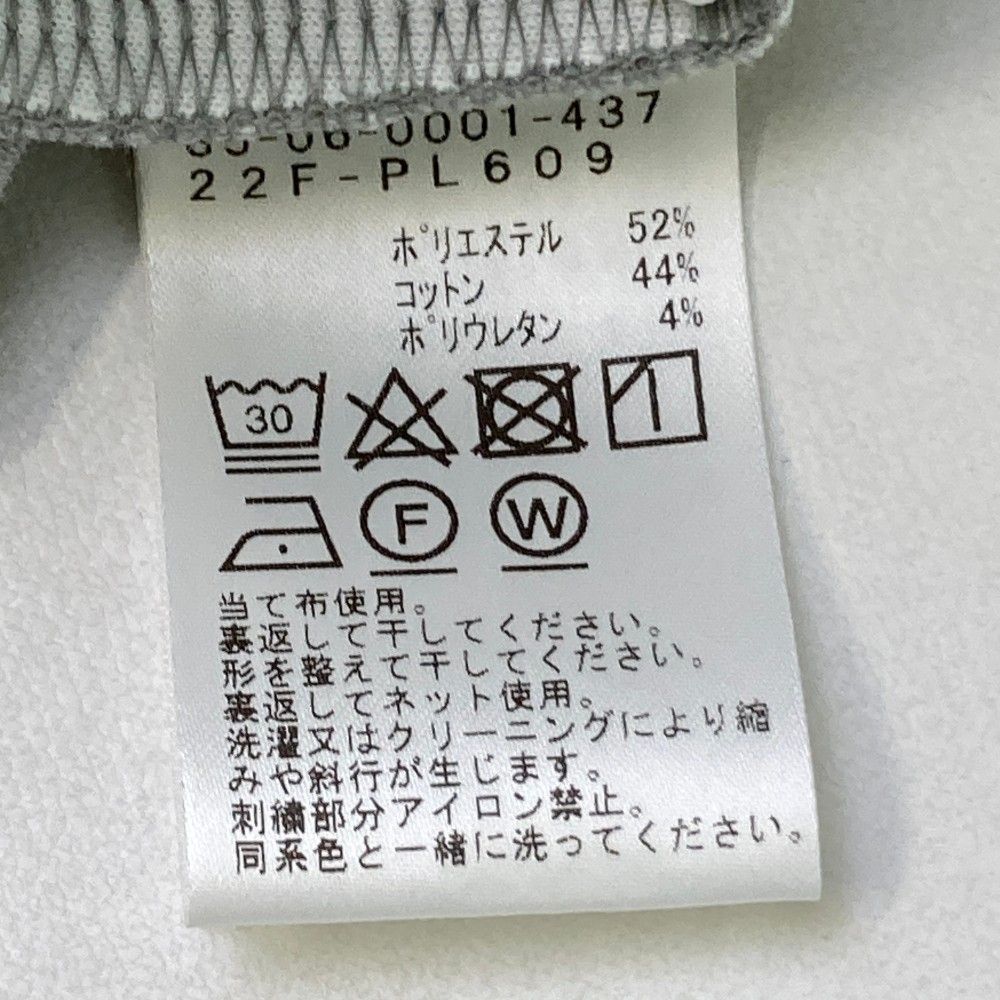 06-0001-437
22F-PL609
ポリエステル 52%
コットン 44%
ポリウレタン 4%
30
F W
当て布使用。
裏返して干してください。
形を整えて干してください。
裏返してネット使用。
洗濯又はクリーニングにより縮
みや斜行が生じます。
刺繍部分アイロン禁止。
同系色と一緒に洗ってください。